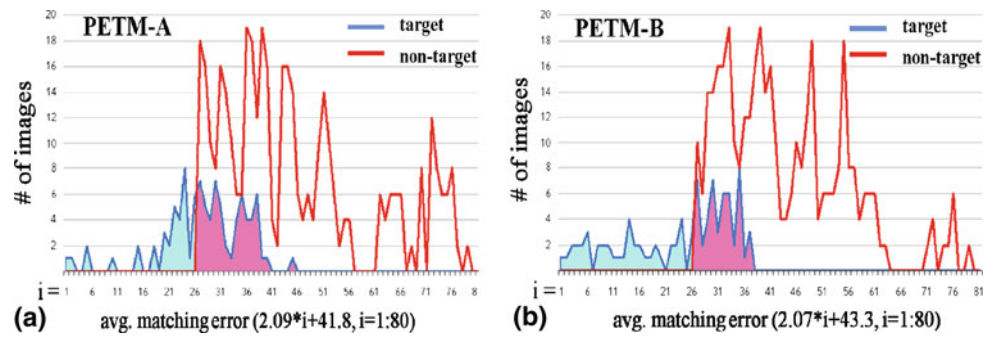 PETM-A
target
non-target
# of images
20
18
16
14
12
10
8
6
4
2
i = 1 6 11 16 21 26 31 36 41 46 51 56 61 66 71 76 8
(a) avg. matching error (2.09*i+41.8, i=1:80)
PETM-B
target
non-target
# of images
20
18
16
14
12
10
8
6
4
2
i = 1 6 11 16 21 26 31 36 41 46 51 56 61 66 71 76 81
(b) avg. matching error (2.07*i+43.3, i=1:80)